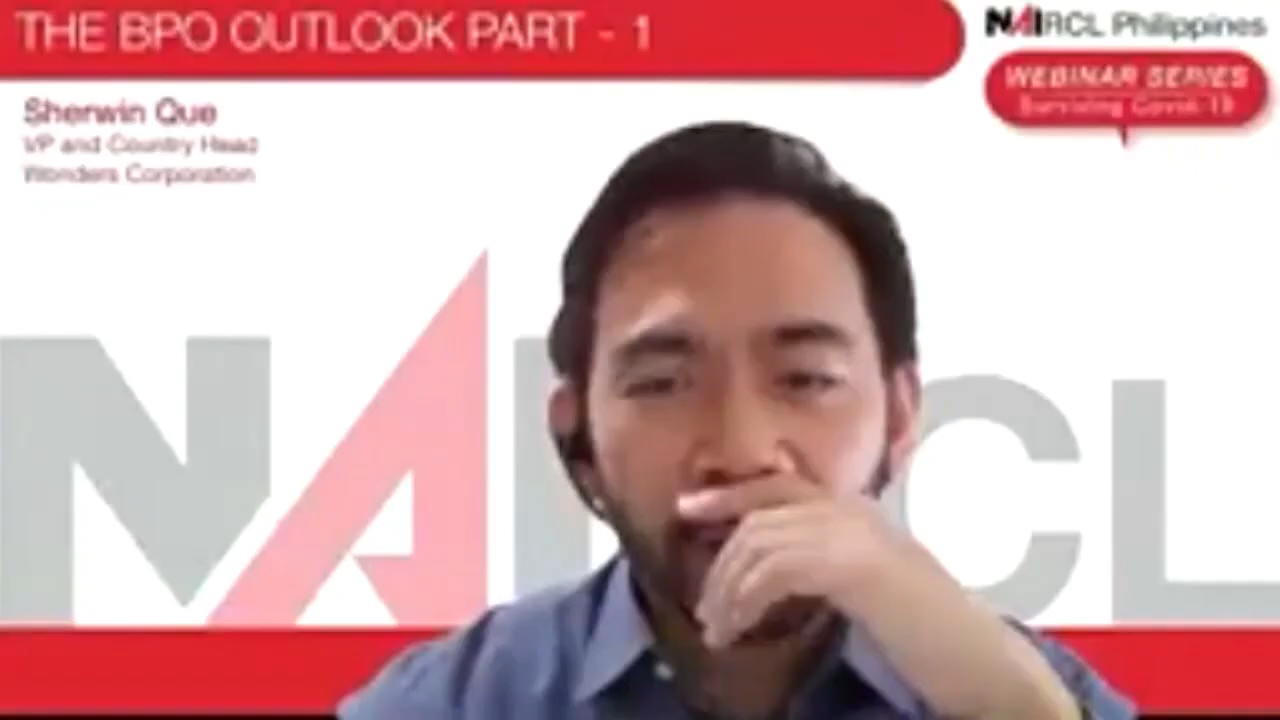 THE BPO OUTLOOK PART - 1
NAIRCL Philippines
WEBINAR SERIES
Surviving Covid-19
Sherwin Que
VP and Country Head
Wonders Corporation
NAIRCL